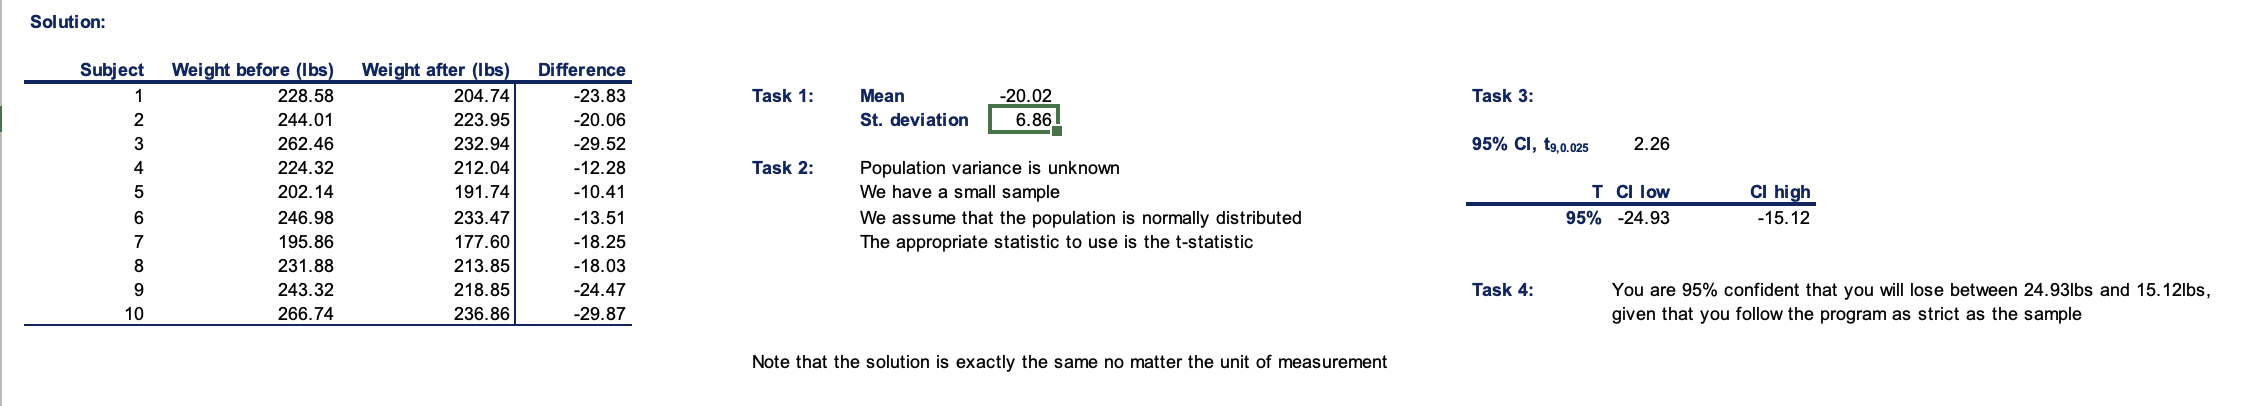 Solution:
Subject Weight before (lbs) Weight after (lbs) Difference
1 228.58 204.74 -23.83
2 244.01 223.95 -20.06
3 262.46 232.94 -29.52
4 224.32 212.04 -12.28
5 202.14 191.74 -10.41
6 246.98 233.47 -13.51
7 195.86 177.60 -18.25
8 231.88 213.85 -18.03
9 243.32 218.85 -24.47
10 266.74 236.86 -29.87
Task 1: Mean -20.02
St. deviation 6.86
Task 2: Population variance is unknown
We have a small sample
We assume that the population is normally distributed
The appropriate statistic to use is the t-statistic
Note that the solution is exactly the same no matter the unit of measurement
Task 3:
95% CI, t9,0.025 2.26
T CI low CI high
95% -24.93 -15.12
Task 4: You are 95% confident that you will lose between 24.93lbs and 15.12lbs,
given that you follow the program as strict as the sample